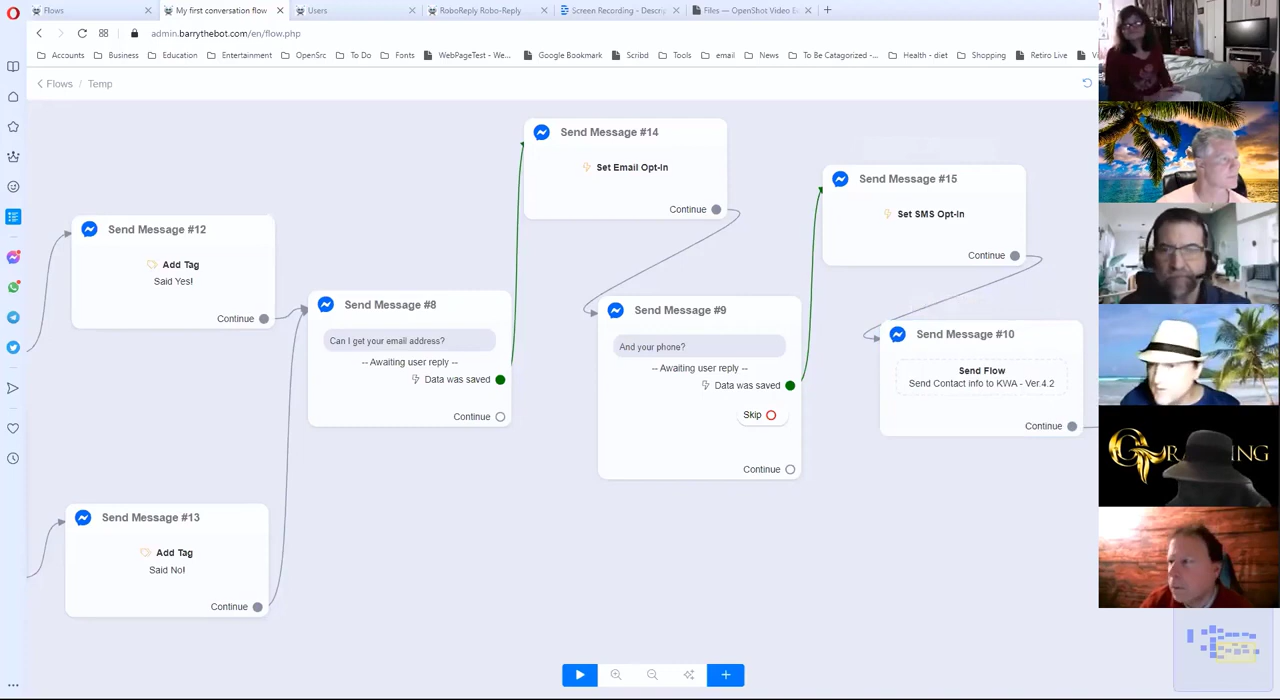 Flows
My first conversation flow
Users
RoboReply Robo-Reply
Screen Recording - Descri
Files — OpenShot Video E
admin.barrythebot.com/en/flow.php
Accounts
Business
Education
Entertainment
OpenSrc
To Do
Fonts
WebPageTest - We...
Google Bookmark
Scribd
Tools
email
News
To Be Catagorized -...
Health - diet
Shopping
Retiro Live
Flows / Temp
Send Message #14
Set Email Opt-In
Continue
Send Message #15
Set SMS Opt-In
Continue
Send Message #12
Add Tag
Said Yes!
Continue
Send Message #8
Can I get your email address?
-- Awaiting user reply --
Data was saved
Continue
Send Message #9
And your phone?
-- Awaiting user reply --
Data was saved
Skip
Continue
Send Message #10
Send Flow
Send Contact info to KWA - Ver.4.2
Continue
Send Message #13
Add Tag
Said No!
Continue